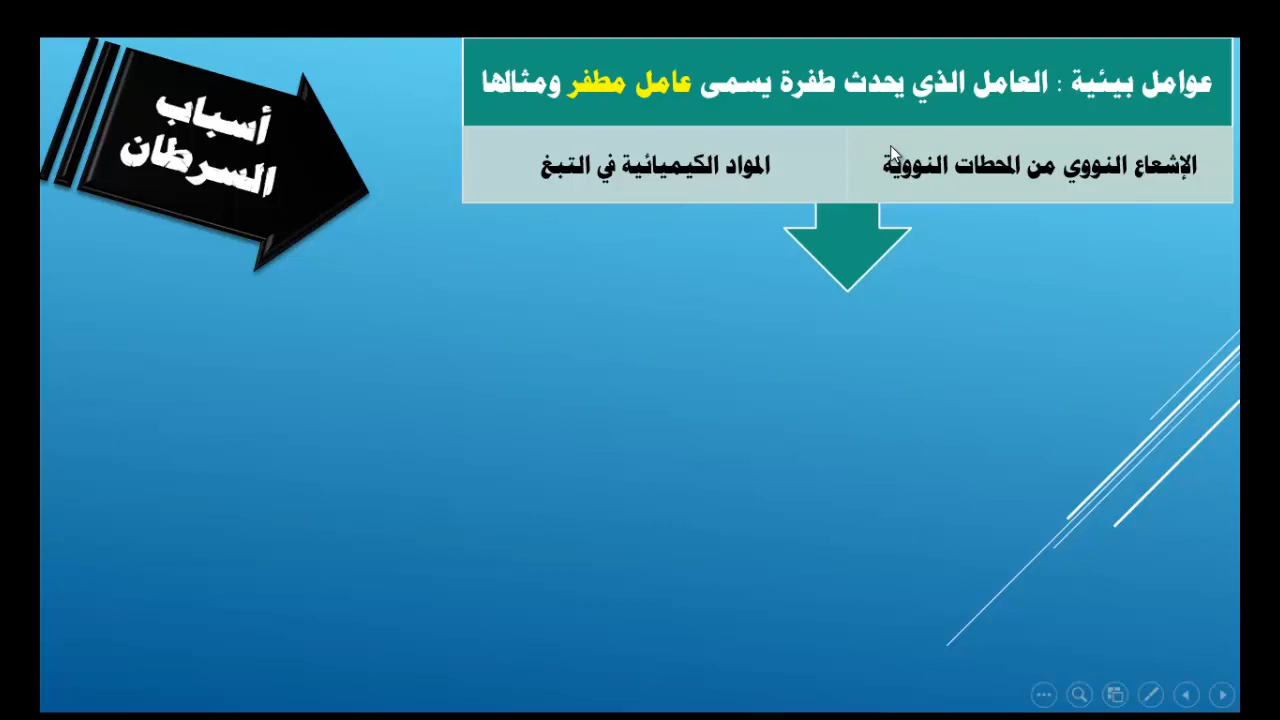 عوامل بيئية : العامل الذي يحدث طفرة يسمى عامل مطفر ومثالها
الإشعاع النووي من المحطات النووية
المواد الكيميائية في التبغ
أسباب
السرطان